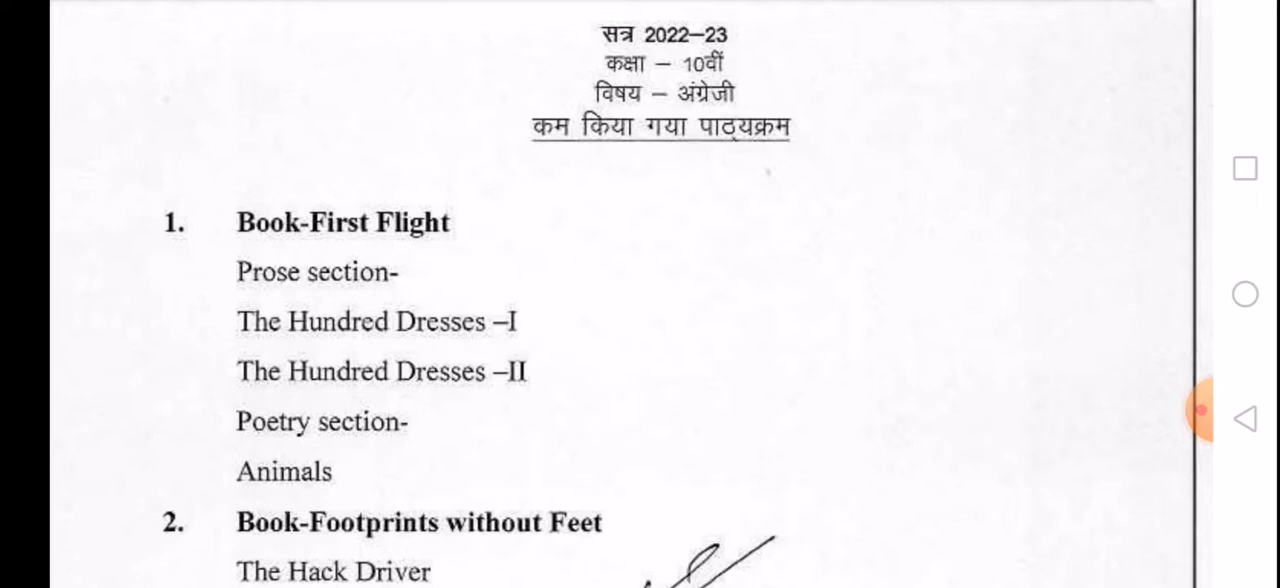 सत्र 2022–23
कक्षा – 10वीं
विषय – अंग्रेजी
कम किया गया पाठ्यक्रम
1. Book-First Flight
Prose section-
The Hundred Dresses –I
The Hundred Dresses –II
Poetry section-
Animals
2. Book-Footprints without Feet
The Hack Driver